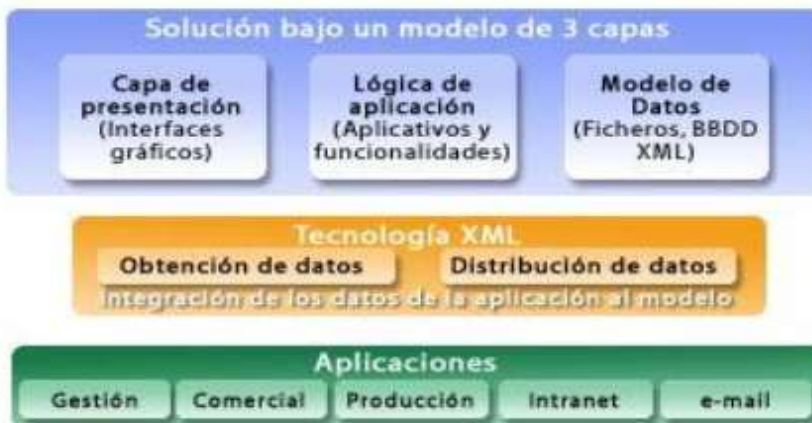 Solución bajo un modelo de 3 capas
Capa de
presentación
(Interfaces
gráficos)
Lógica de
aplicación
(Aplicativos y
funcionalidades)
Modelo de
Datos
(Ficheros, BBDD
XML)
Tecnología XML
Obtención de datos
Distribución de datos
Integración de los datos de la aplicación al modelo
Aplicaciones
Gestión
Comercial
Producción
Intranet
e-mail